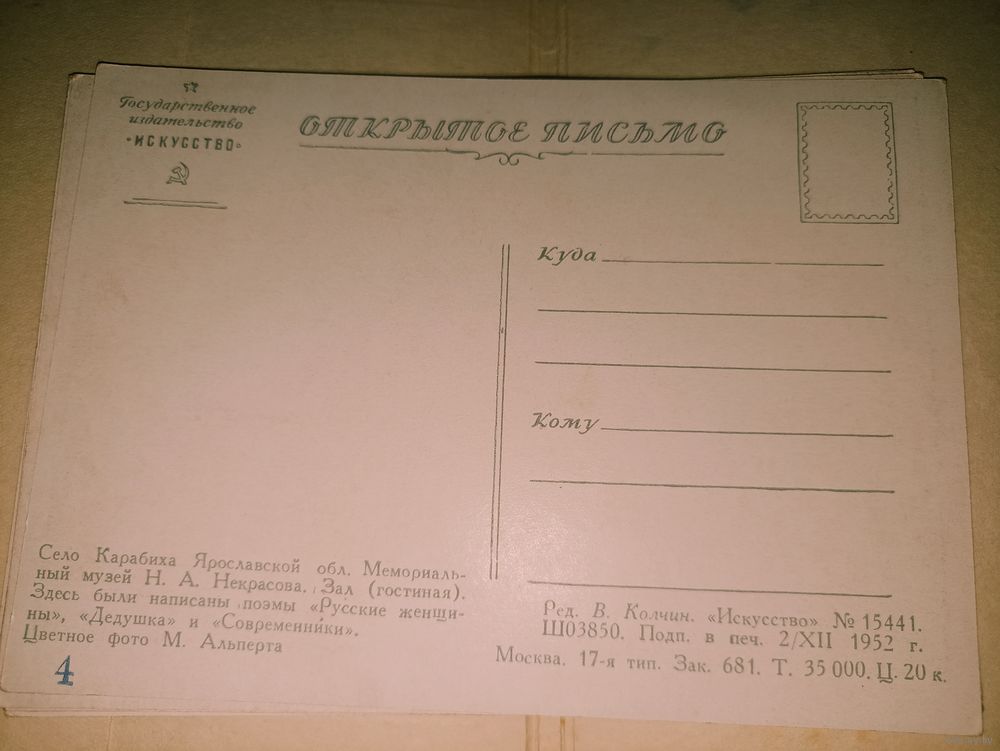 Государственное
издательство
«ИСКУССТВО»
ОТКРЫТОЕ ПИСЬМО
Куда
Кому
Село Карабиха Ярославской обл. Мемориаль-
ный музей Н. А. Некрасова. Зал (гостиная).
Здесь были написаны поэмы «Русские женщи-
ны», «Дедушка» и «Современники».
Цветное фото М. Альперта
4
Ред. В. Колчин. «Искусство» № 15441.
Ш03850. Подп. в печ. 2/XII 1952 г.
Москва. 17-я тип. Зак. 681. Т. 35 000. Ц. 20 к.